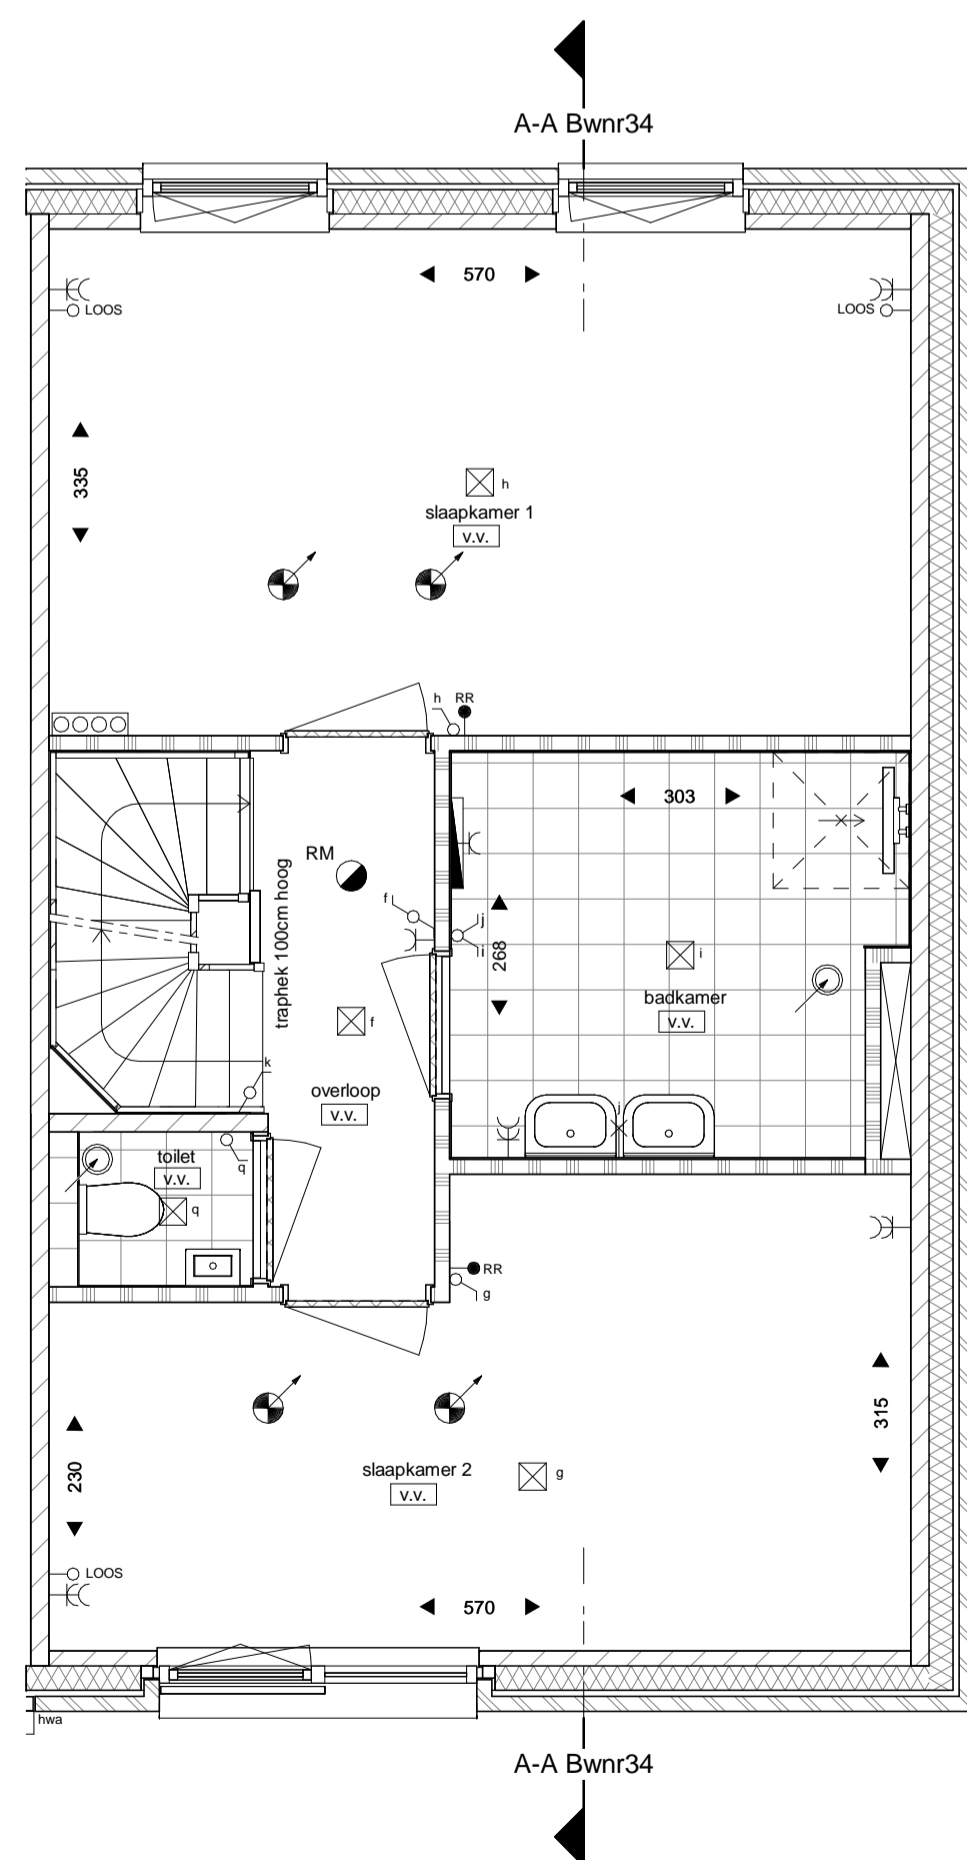 A-A Bwnr34
570
LOOS
LOOS
335
h
slaapkamer 1
v.v.
h RR
303
RM
traphek 100cm hoog
f
j
i
268
i
badkamer
v.v.
f
k
overloop
v.v.
j
q
toilet
v.v.
q
RR
g
315
230
slaapkamer 2
v.v.
g
LOOS
570
hwa
A-A Bwnr34